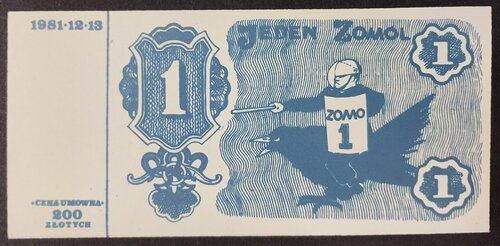 1981·12·13
JEDEN ZOMOL
1
1
ZOMO
1
1
•CENA UMOWNA•
200
ZŁOTYCH